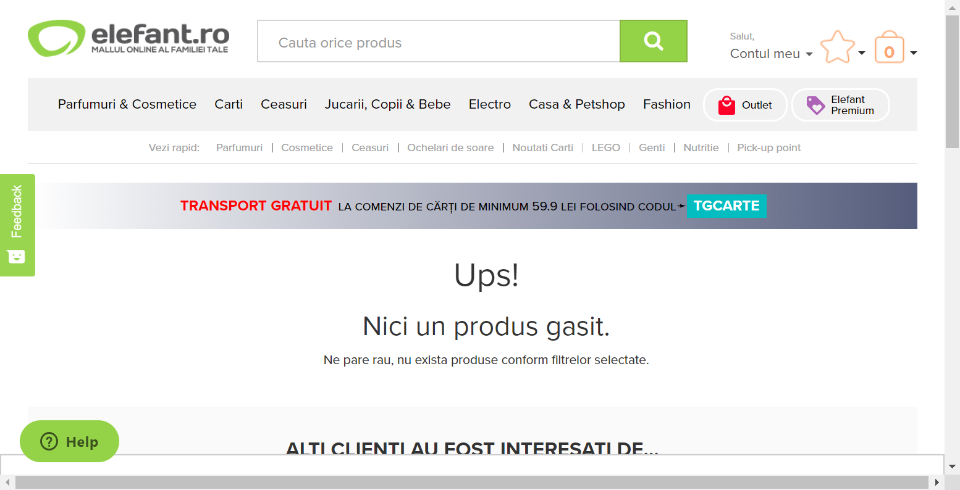 elefant.ro
MALLUL ONLINE AL FAMILIEI TALE
Cauta orice produs
Salut,
Contul meu
0
Parfumuri & Cosmetice Carti Ceasuri Jucarii, Copii & Bebe Electro Casa & Petshop Fashion Outlet Elefant Premium
Vezi rapid: Parfumuri | Cosmetice | Ceasuri | Ochelari de soare | Noutati Carti | LEGO | Genti | Nutritie | Pick-up point
Feedback
TRANSPORT GRATUIT LA COMENZI DE CĂRȚI DE MINIMUM 59.9 LEI FOLOSIND CODUL TGCARTE
Ups!
Nici un produs gasit.
Ne pare rau, nu exista produse conform filtrelor selectate.
Help
ALTI CLIENTI AU FOST INTERESATI DE...